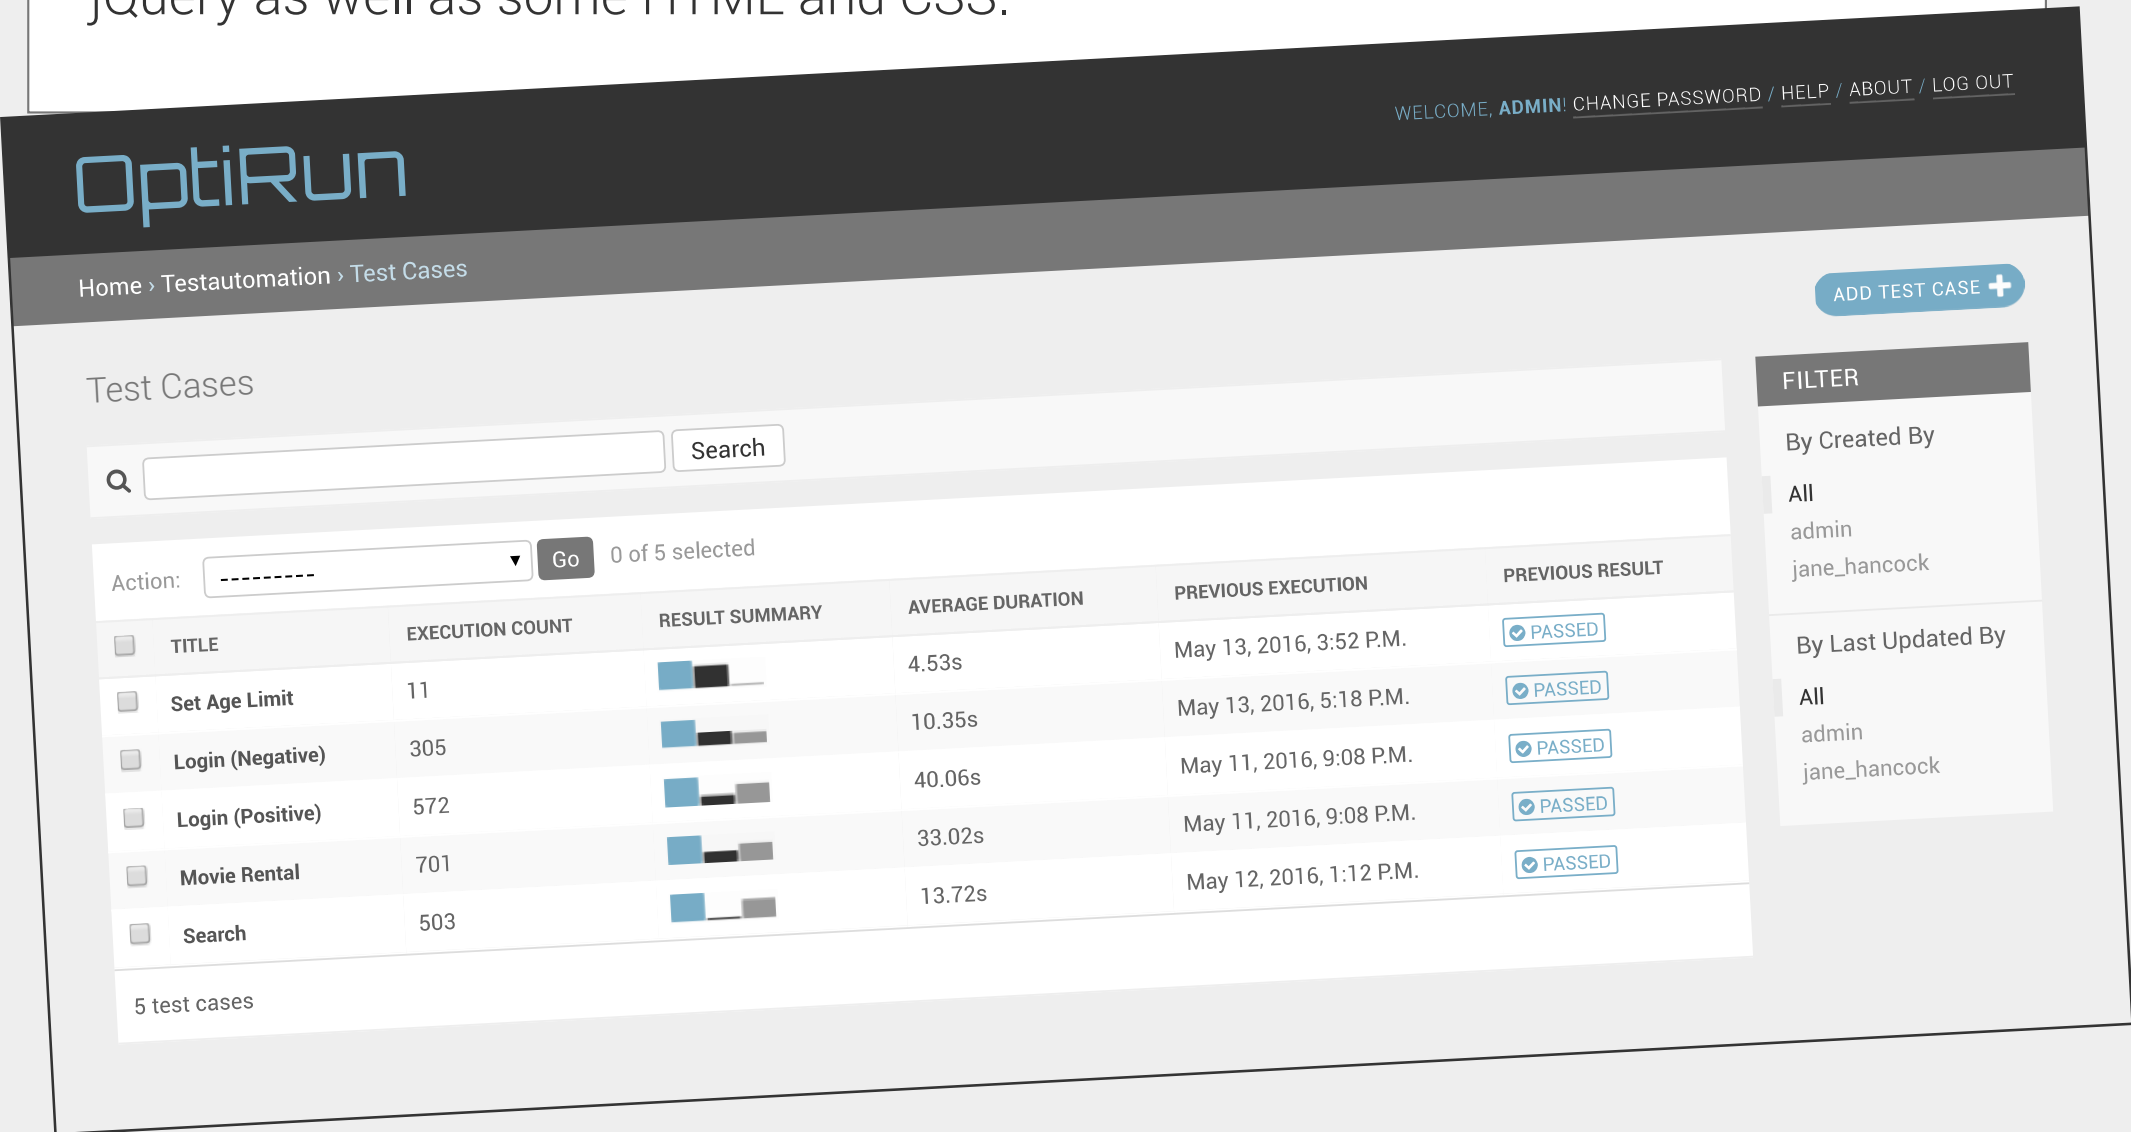 jQuery as well as some HTML and CSS.
WELCOME, ADMIN! CHANGE PASSWORD / HELP / ABOUT / LOG OUT
OptiRun
Home › Testautomation › Test Cases
ADD TEST CASE
Test Cases
Search
Action: --------- Go 0 of 5 selected
TITLE EXECUTION COUNT RESULT SUMMARY AVERAGE DURATION PREVIOUS EXECUTION PREVIOUS RESULT
Set Age Limit 11 4.53s May 13, 2016, 3:52 P.M. PASSED
Login (Negative) 305 10.35s May 13, 2016, 5:18 P.M. PASSED
Login (Positive) 572 40.06s May 11, 2016, 9:08 P.M. PASSED
Movie Rental 701 33.02s May 11, 2016, 9:08 P.M. PASSED
Search 503 13.72s May 12, 2016, 1:12 P.M. PASSED
5 test cases
FILTER
By Created By
All
admin
jane_hancock
By Last Updated By
All
admin
jane_hancock